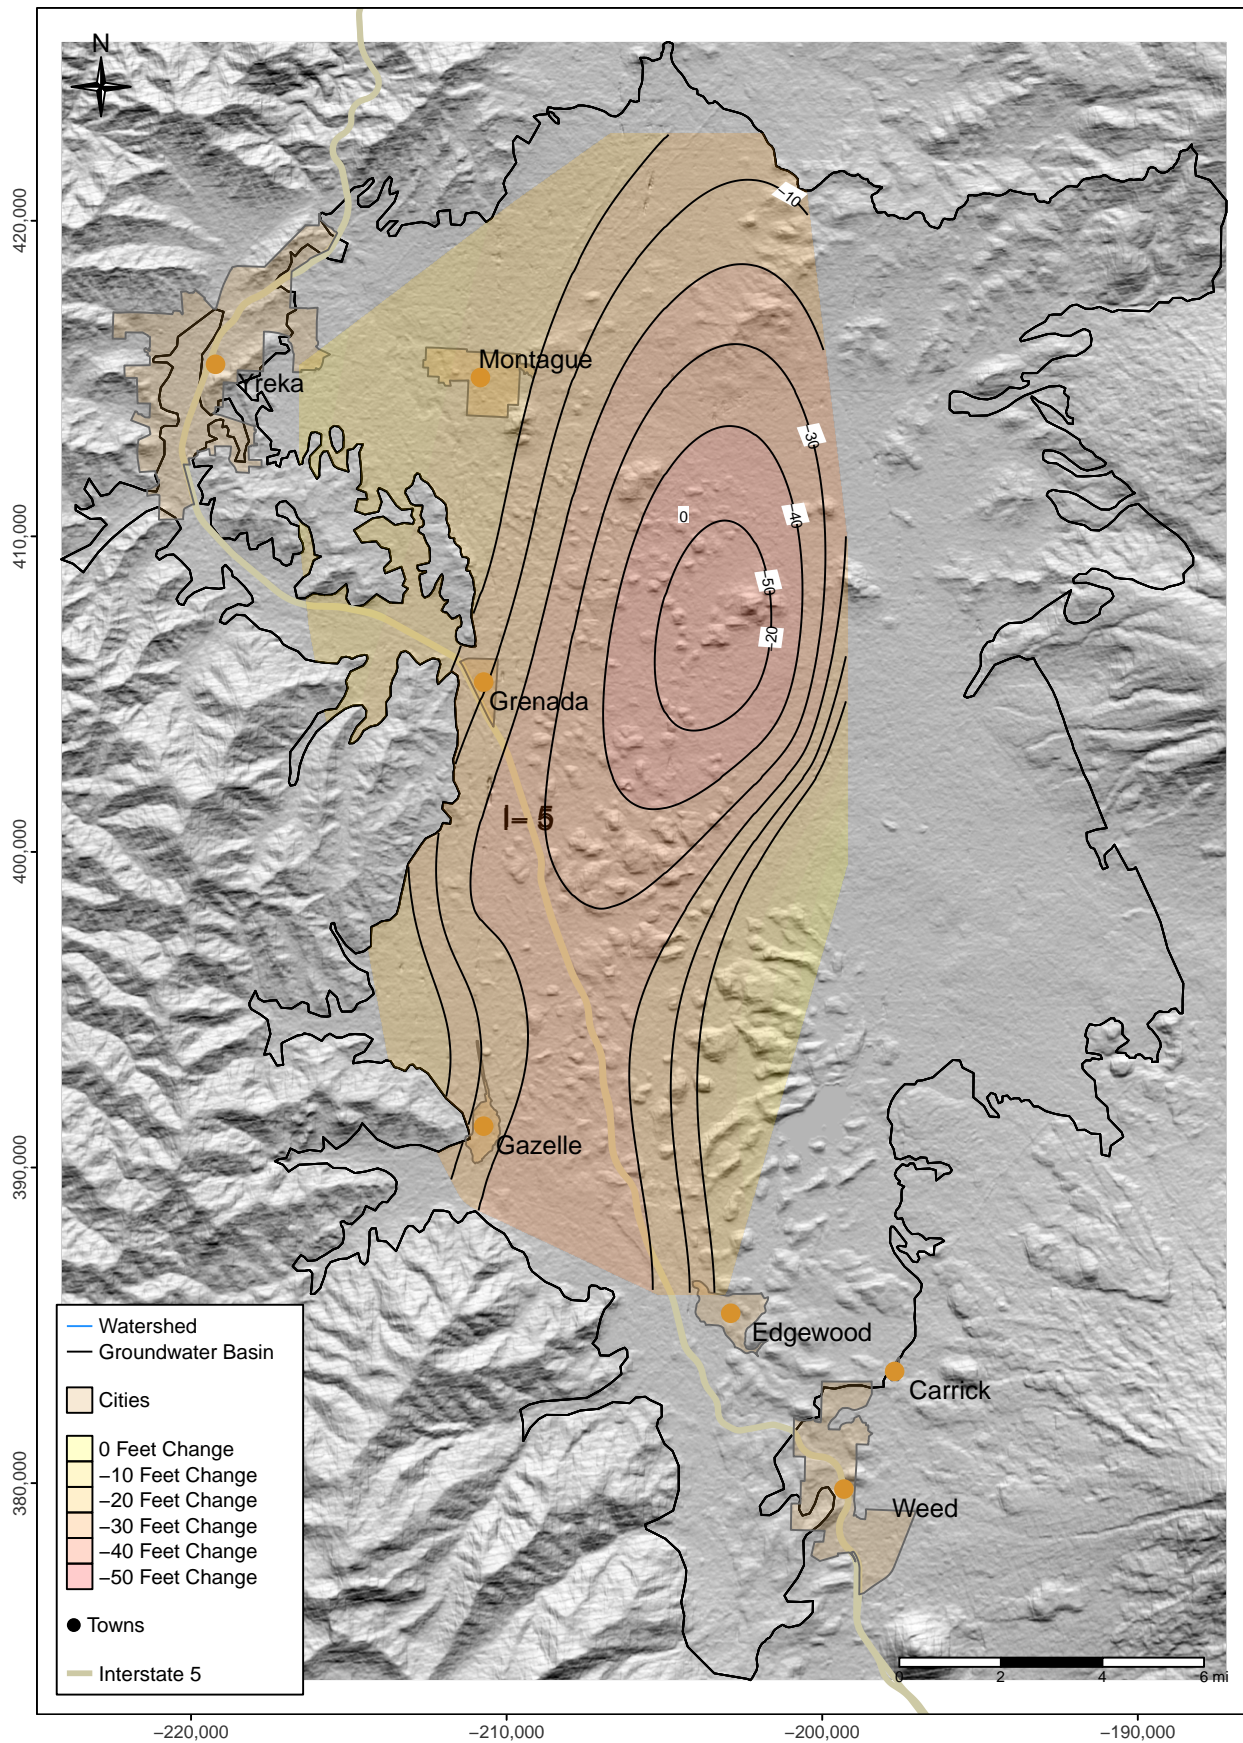 N
420,000
410,000
400,000
390,000
380,000
−10
Montague
Yreka
−30
0
−40
−50
−20
Grenada
I− 5
Gazelle
Edgewood
Carrick
Weed
Watershed
Groundwater Basin
Cities
0 Feet Change
−10 Feet Change
−20 Feet Change
−30 Feet Change
−40 Feet Change
−50 Feet Change
Towns
Interstate 5
0 2 4 6 mi
−220,000 −210,000 −200,000 −190,000